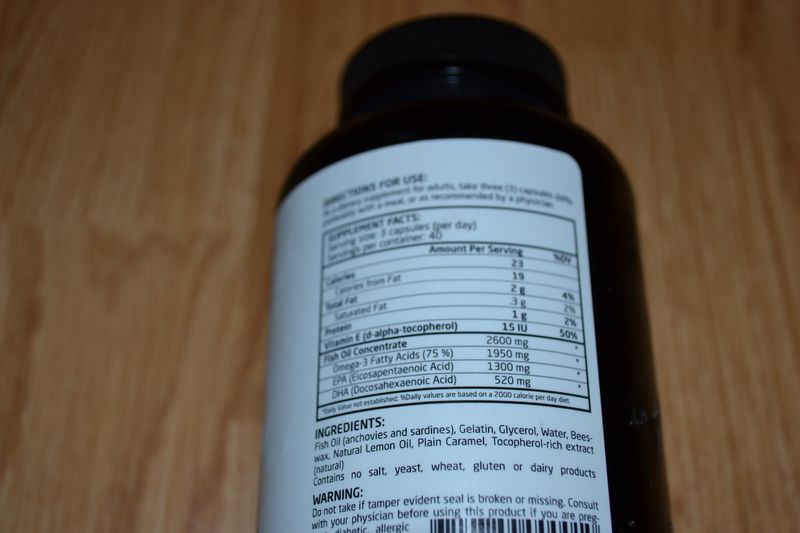 DIRECTIONS FOR USE:
As a dietary supplement for adults, take three (3) capsules daily,
preferably with a meal, or as recommended by a physician.
SUPPLEMENT FACTS:
Serving size: 3 capsules (per day)
Servings per container: 40
Amount Per Serving %DV
Calories 23
Calories from Fat 19
Total Fat 2 g 4%
Saturated Fat .3 g 2%
Protein 1 g 2%
Vitamin E (d-alpha-tocopherol) 15 IU 50%
Fish Oil Concentrate 2600 mg *
Omega-3 Fatty Acids (75 %) 1950 mg *
EPA (Eicosapentaenoic Acid) 1300 mg *
DHA (Docosahexaenoic Acid) 520 mg *
*Daily Value not established; %Daily values are based on a 2000 calorie per day diet.
INGREDIENTS:
Fish Oil (anchovies and sardines), Gelatin, Glycerol, Water, Bees-
wax, Natural Lemon Oil, Plain Caramel, Tocopherol-rich extract
(natural)
Contains no salt, yeast, wheat, gluten or dairy products
WARNING:
Do not take if tamper evident seal is broken or missing. Consult
with your physician before using this product if you are preg-
diabetic, allergic